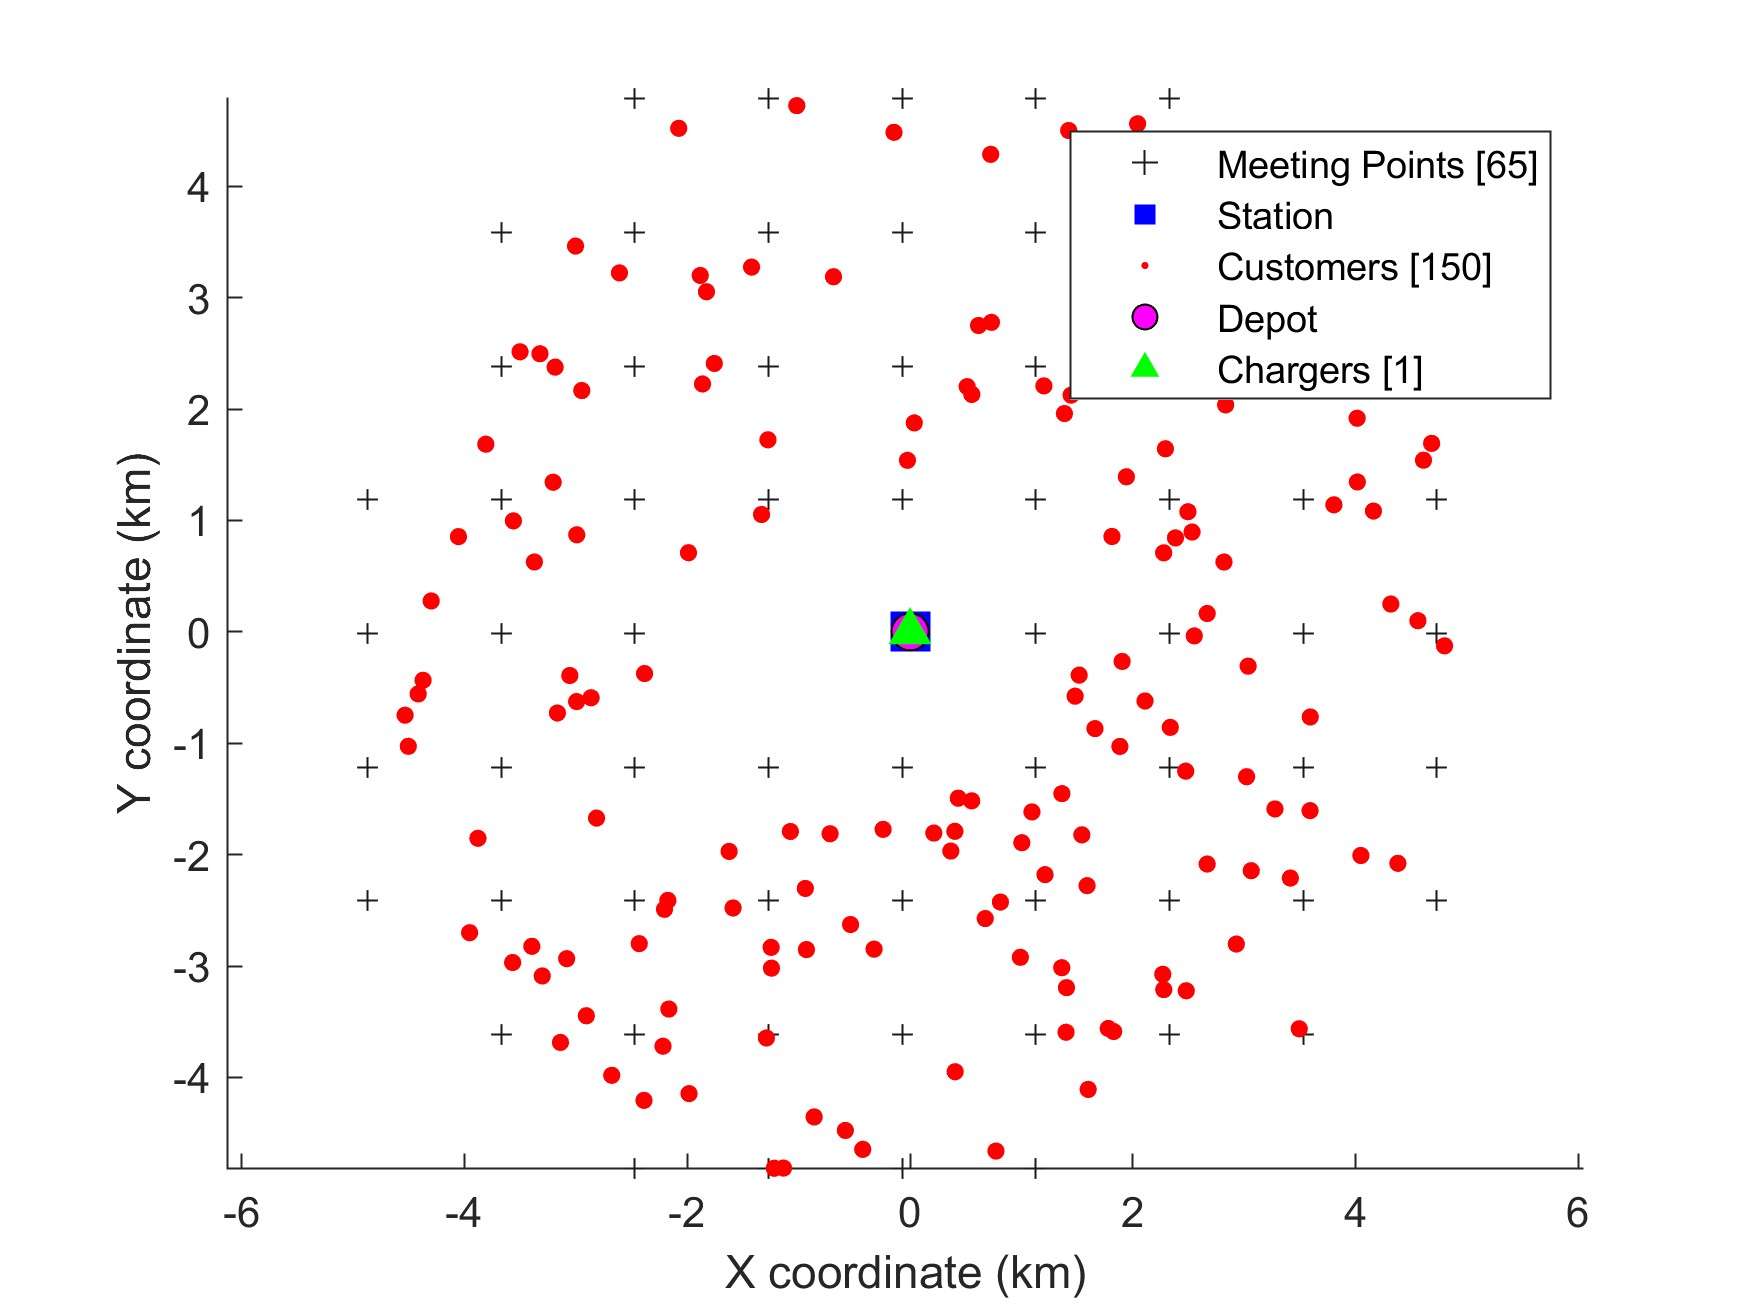 Meeting Points [65]
Station
Customers [150]
Depot
Chargers [1]
4
3
2
1
0
-1
-2
-3
-4
Y coordinate (km)
-6 -4 -2 0 2 4 6
X coordinate (km)